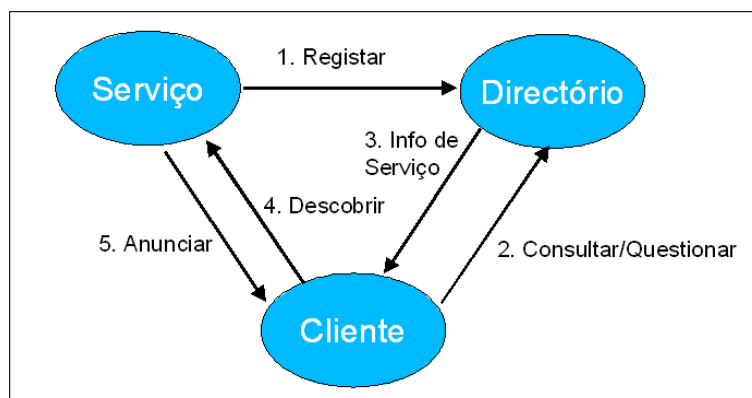 1. Registar
Serviço
Directório
3. Info de
Serviço
4. Descobrir
5. Anunciar
2. Consultar/Questionar
Cliente